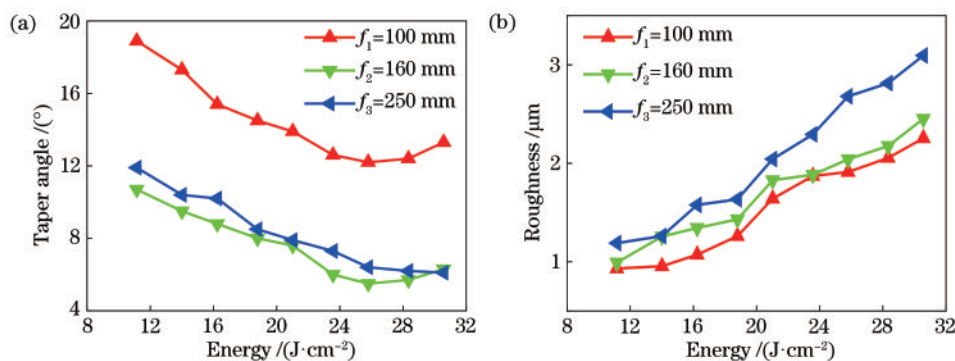 (a)
20
16
12
8
4
Taper angle /(°)
f₁=100 mm
f₂=160 mm
f₃=250 mm
8 12 16 20 24 28 32
Energy /(J·cm⁻²)
(b)
3
2
1
Roughness /μm
f₁=100 mm
f₂=160 mm
f₃=250 mm
8 12 16 20 24 28 32
Energy /(J·cm⁻²)